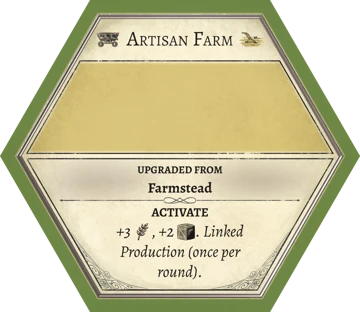 Artisan Farm
UPGRADED FROM
Farmstead
ACTIVATE
+3 , +2 . Linked
Production (once per
round).